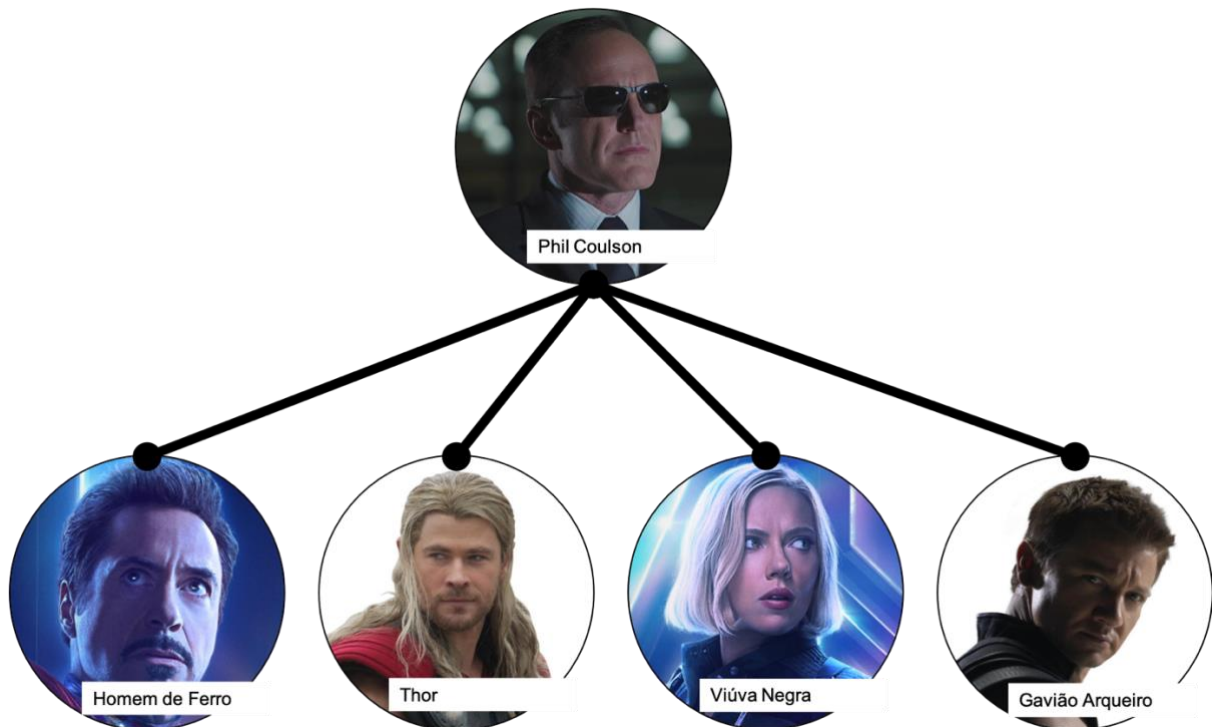 Phil Coulson
Homem de Ferro
Thor
Viúva Negra
Gavião Arqueiro